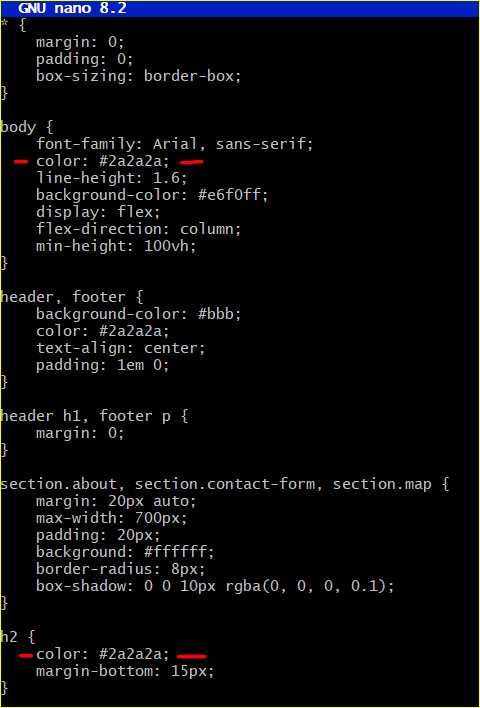 GNU nano 8.2
* {
    margin: 0;
    padding: 0;
    box-sizing: border-box;
}

body {
    font-family: Arial, sans-serif;
    color: #2a2a2a;
    line-height: 1.6;
    background-color: #e6f0ff;
    display: flex;
    flex-direction: column;
    min-height: 100vh;
}

header, footer {
    background-color: #bbb;
    color: #2a2a2a;
    text-align: center;
    padding: 1em 0;
}

header h1, footer p {
    margin: 0;
}

section.about, section.contact-form, section.map {
    margin: 20px auto;
    max-width: 700px;
    padding: 20px;
    background: #ffffff;
    border-radius: 8px;
    box-shadow: 0 0 10px rgba(0, 0, 0, 0.1);
}

h2 {
    color: #2a2a2a;
    margin-bottom: 15px;
}